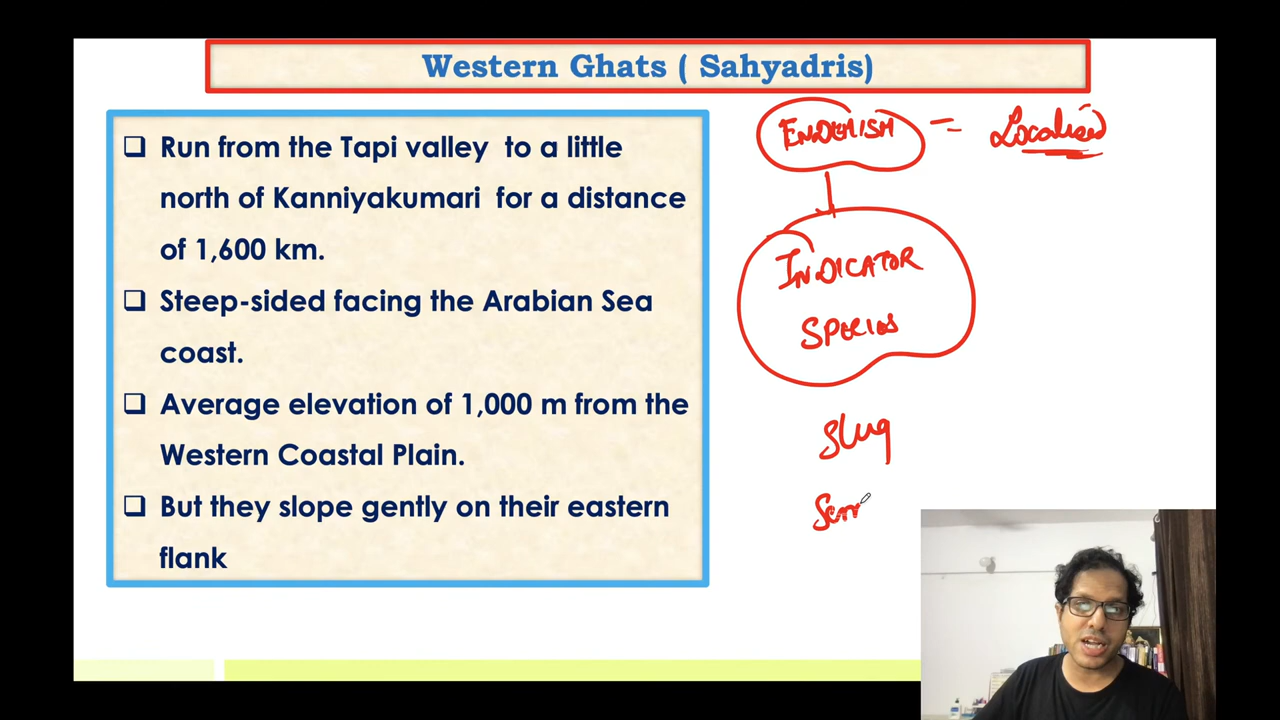 Western Ghats ( Sahyadris)
❑ Run from the Tapi valley to a little
north of Kanniyakumari for a distance
of 1,600 km.
❑ Steep-sided facing the Arabian Sea
coast.
❑ Average elevation of 1,000 m from the
Western Coastal Plain.
❑ But they slope gently on their eastern
flank
ENDEMISM = Localised
INDICATOR
SPECIES
Slug